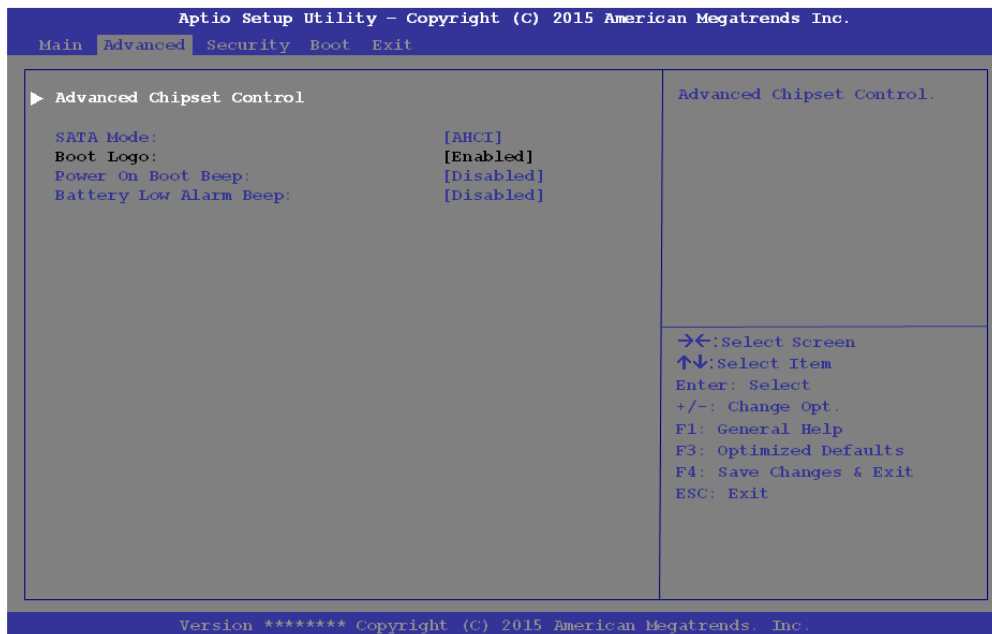 Aptio Setup Utility – Copyright (C) 2015 American Megatrends Inc.
Main Advanced Security Boot Exit
▶ Advanced Chipset Control
SATA Mode: [AHCI]
Boot Logo: [Enabled]
Power On Boot Beep: [Disabled]
Battery Low Alarm Beep: [Disabled]
Advanced Chipset Control.
→←:Select Screen
↑↓:Select Item
Enter: Select
+/-: Change Opt.
F1: General Help
F3: Optimized Defaults
F4: Save Changes & Exit
ESC: Exit
Version ******** Copyright (C) 2015 American Megatrends. Inc.